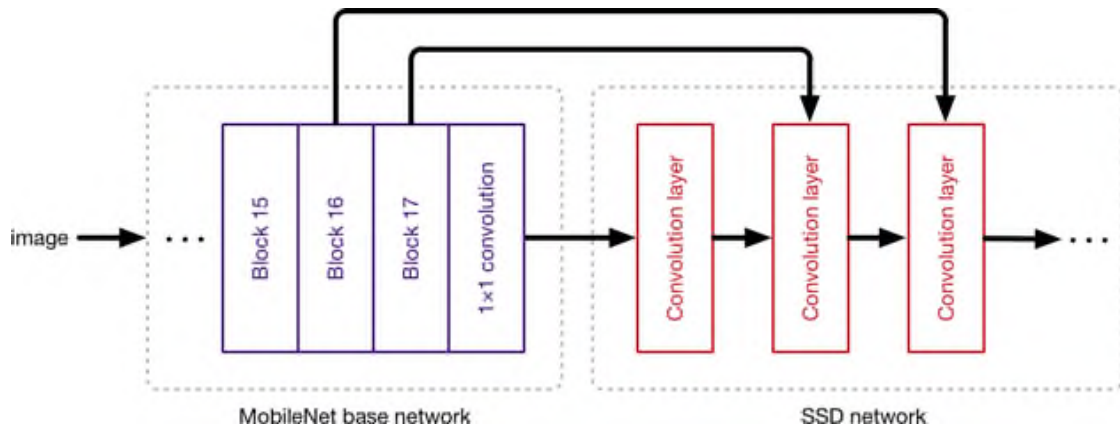 image
...
Block 15
Block 16
Block 17
1×1 convolution
Convolution layer
Convolution layer
Convolution layer
...
MobileNet base network
SSD network